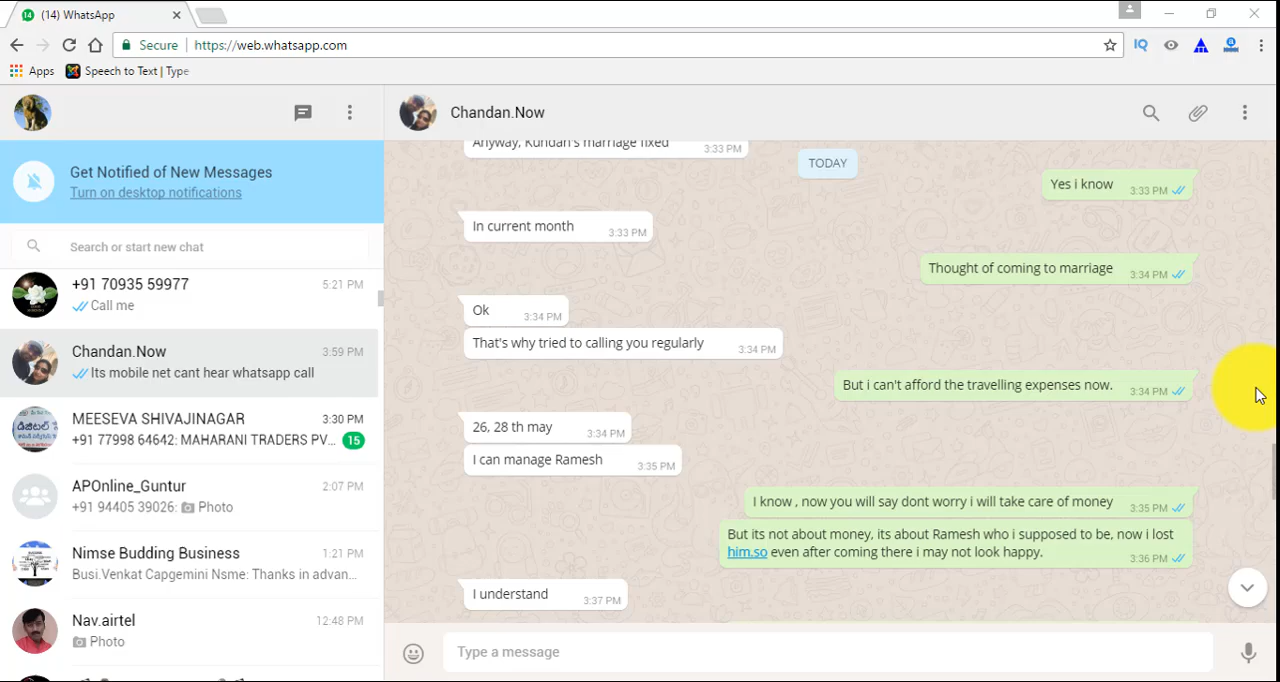 (14) WhatsApp
Secure
https://web.whatsapp.com
IQ
Apps
Speech to Text | Type
Get Notified of New Messages
Turn on desktop notifications
Search or start new chat
+91 70935 59977
5:21 PM
Call me
Chandan.Now
3:59 PM
Its mobile net cant hear whatsapp call
MEESEVA SHIVAJINAGAR
3:30 PM
+91 77998 64642: MAHARANI TRADERS PV...
15
APOnline_Guntur
2:07 PM
+91 94405 39026: Photo
Nimse Budding Business
1:21 PM
Busi.Venkat Capgemini Nsme: Thanks in advan...
Nav.airtel
12:48 PM
Photo
Chandan.Now
Anyway, Kundan's marriage fixed
3:33 PM
TODAY
Yes i know
3:33 PM
In current month
3:33 PM
Thought of coming to marriage
3:34 PM
Ok
3:34 PM
That's why tried to calling you regularly
3:34 PM
But i can't afford the travelling expenses now.
3:34 PM
26, 28 th may
3:34 PM
I can manage Ramesh
3:35 PM
I know , now you will say dont worry i will take care of money
3:35 PM
But its not about money, its about Ramesh who i supposed to be, now i lost
him.so even after coming there i may not look happy.
3:36 PM
I understand
3:37 PM
Type a message